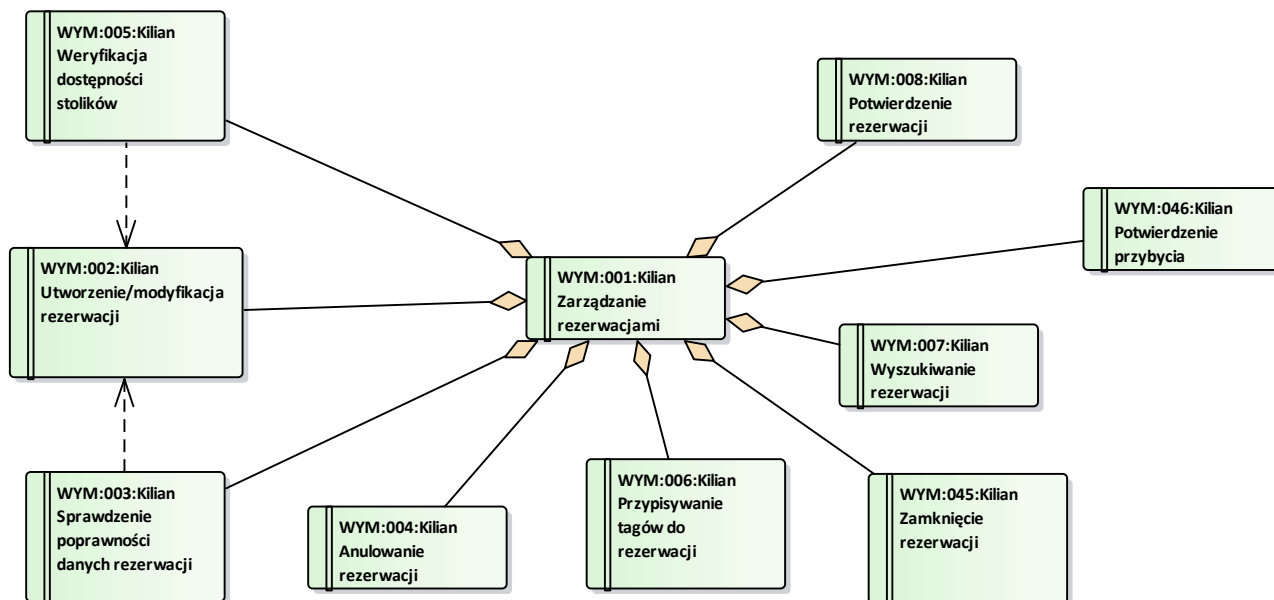 WYM:005:Kilian
Weryfikacja
dostępności
stolików
WYM:008:Kilian
Potwierdzenie
rezerwacji
WYM:046:Kilian
Potwierdzenie
przybycia
WYM:002:Kilian
Utworzenie/modyfikacja
rezerwacji
WYM:001:Kilian
Zarządzanie
rezerwacjami
WYM:007:Kilian
Wyszukiwanie
rezerwacji
WYM:003:Kilian
Sprawdzenie
poprawności
danych rezerwacji
WYM:004:Kilian
Anulowanie
rezerwacji
WYM:006:Kilian
Przypisywanie
tagów do
rezerwacji
WYM:045:Kilian
Zamknięcie
rezerwacji